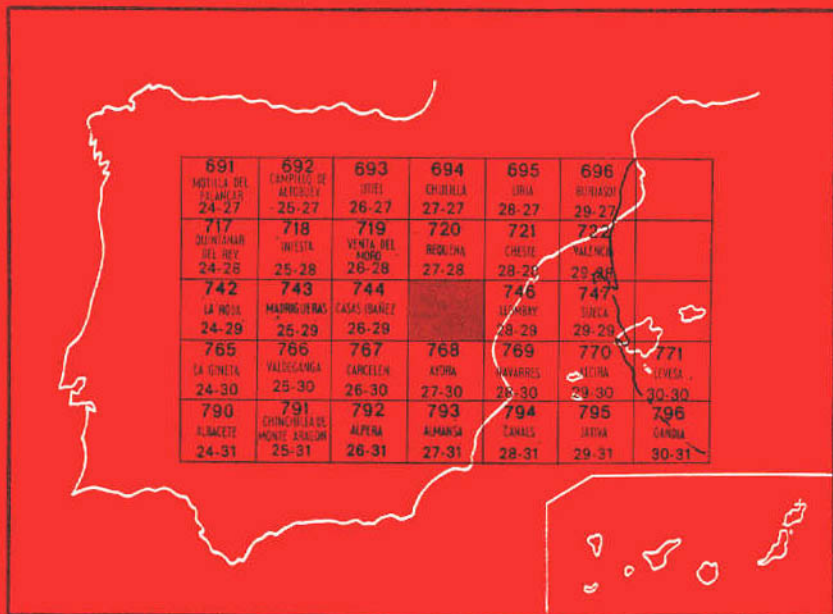 691 692 693 694 695 696
MOTILLA DEL PALANCAR CAMPILLO DE ALTOBUEY UTIEL CHULILLA LIRIA BURJASOT
24-27 25-27 26-27 27-27 28-27 29-27
717 718 719 720 721 722
QUINTANAR DEL REY INIESTA VENTA DEL MORO REQUENA CHESTE VALENCIA
24-28 25-28 26-28 27-28 28-28 29-28
742 743 744 746 747
LA RODA MADRIGUERAS CASAS IBAÑEZ LLOMBAY SUECA
24-29 25-29 26-29 28-29 29-29
765 766 767 768 769 770 771
LA GINETA VALDEGANGA CARCELEN AYORA NAVARRES ALCIRA
24-30 25-30 26-30 27-30 28-30 29-30 30-30
790 791 792 793 794 795 796
ALBACETE CHINCHILLA DE MONTE ARAGON ALPERA ALMANSA CANALS JATIVA GANDIA
24-31 25-31 26-31 27-31 28-31 29-31 30-31